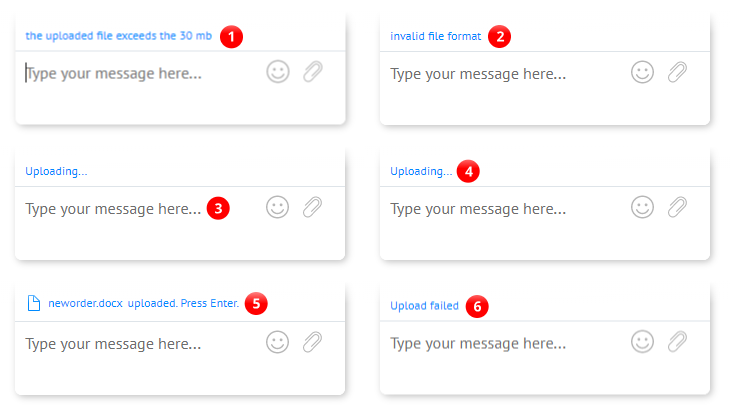 the uploaded file exceeds the 30 mb 1
Type your message here...
invalid file format 2
Type your message here...
Uploading...
Type your message here... 3
Uploading... 4
Type your message here...
neworder.docx uploaded. Press Enter. 5
Type your message here...
Upload failed 6
Type your message here...